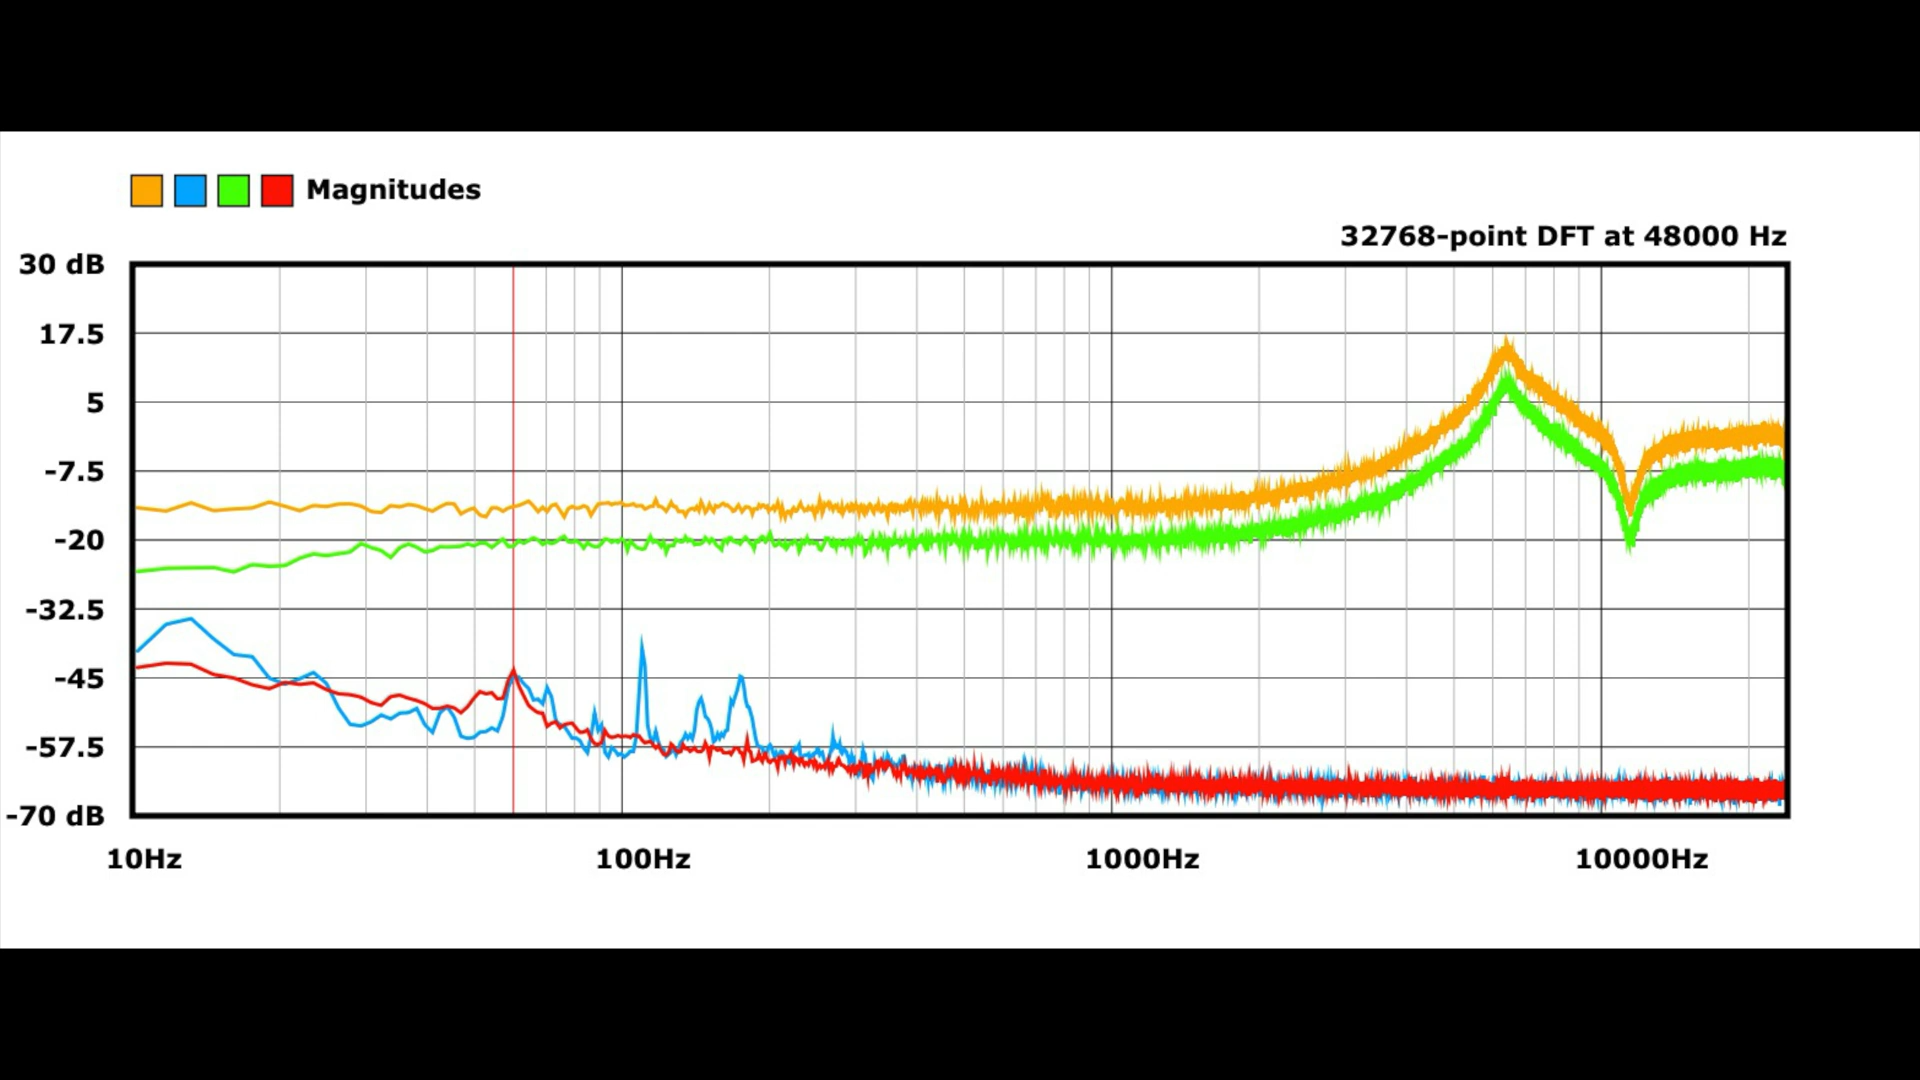 Magnitudes
32768-point DFT at 48000 Hz
30 dB
17.5
5
-7.5
-20
-32.5
-45
-57.5
-70 dB
10Hz 100Hz 1000Hz 10000Hz